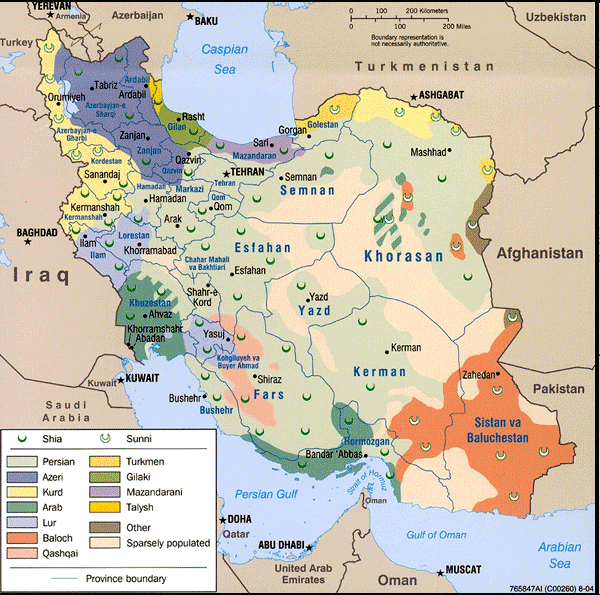 YEREVAN
Armenia
Azerbaijan
BAKU
0 100 200 Kilometers
0 100 200 Miles
Boundary representation is
not necessarily authoritative.
Uzbekistan
Turkey
Caspian
Sea
Turkmenistan
Tabriz
Ardabil
Ardabil
Orumiyeh
Azarbayjan-e
Sharqi
Rasht
Gilan
ASHGABAT
Azarbayjan-e
Gharbi
Zanjan
Zanjan
Golestan
Gorgan
Sari
Mazandaran
Mashhad
Kordestan
Qazvin
Qazvin
Tehran
TEHRAN
Sanandaj
Hamadan
Hamadan
Markazi
Semnan
Semnan
Qom
Qom
Kermanshah
Kermanshah
Arak
BAGHDAD
Ilam
Ilam
Lorestan
Khorramabad
Esfahan
Khorasan
Afghanistan
Iraq
Chahar Mahall
va Bakhtiari
Esfahan
Khuzestan
Shahr-e
Kord
Yazd
Yazd
Ahvaz
Khorramshahr
Abadan
Yasuj
Kohgiluyeh va
Buyer Ahmad
Kerman
Kerman
Kuwait
KUWAIT
Shiraz
Fars
Zahedan
Pakistan
Saudi
Arabia
Bushehr
Bushehr
Sistan va
Baluchestan
Hormozgan
Bandar 'Abbas
Strait of Hormuz
Oman
Persian Gulf
DOHA
Qatar
ABU DHABI
United Arab
Emirates
Gulf of Oman
Oman
MUSCAT
Arabian
Sea
Shia Sunni
Persian Turkmen
Azeri Gilaki
Kurd Mazandarani
Arab Talysh
Lur
Baloch Other
Qashqai Sparsely populated
Province boundary
765847AI (C00260) 8-04